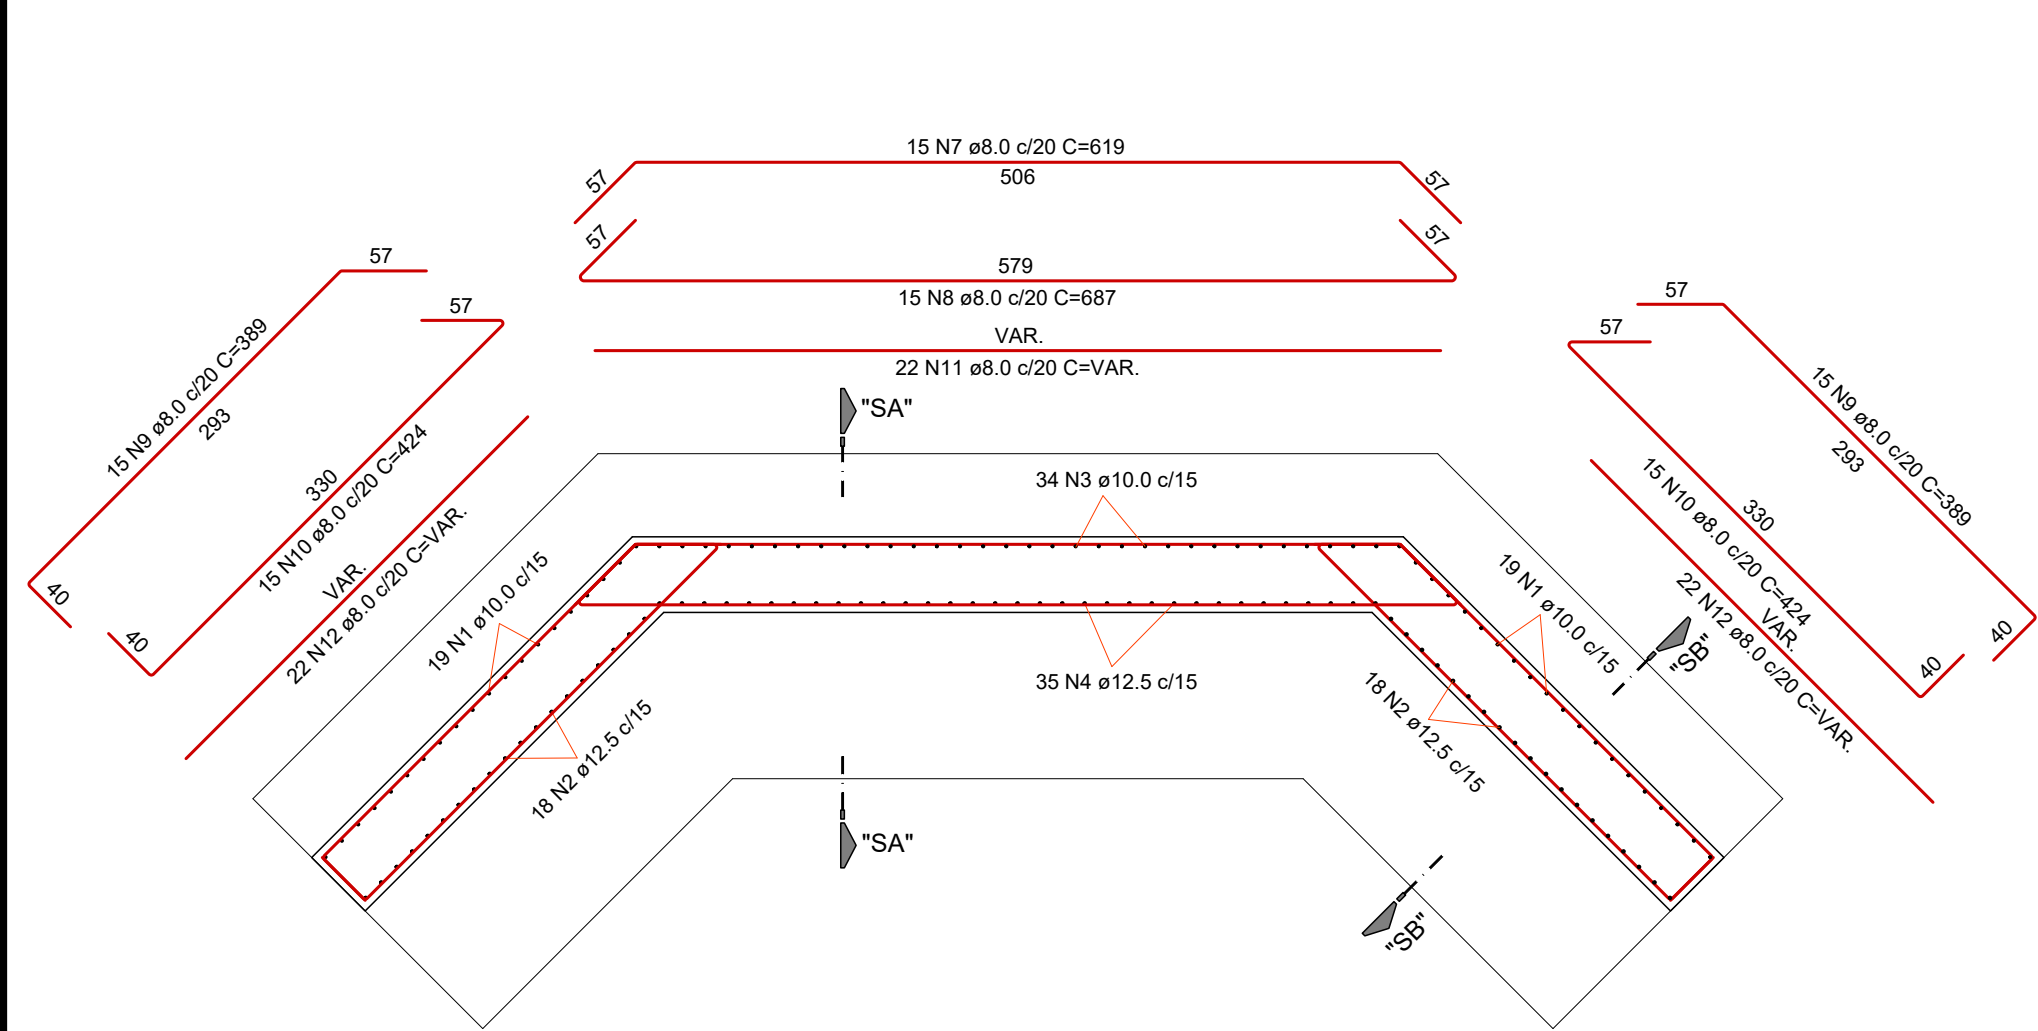 15 N7 ø8.0 c/20 C=619
506
57
57
57
57
579
15 N8 ø8.0 c/20 C=687
VAR.
22 N11 ø8.0 c/20 C=VAR.
57
15 N9 ø8.0 c/20 C=389
293
40
57
330
15 N10 ø8.0 c/20 C=424
40
VAR.
22 N12 ø8.0 c/20 C=VAR.
57
15 N9 ø8.0 c/20 C=389
293
40
57
330
15 N10 ø8.0 c/20 C=424
40
VAR.
22 N12 ø8.0 c/20 C=VAR.
"SA"
34 N3 ø10.0 c/15
19 N1 ø10.0 c/15
19 N1 ø10.0 c/15
"SB"
35 N4 ø12.5 c/15
18 N2 ø12.5 c/15
18 N2 ø12.5 c/15
"SA"
"SB"